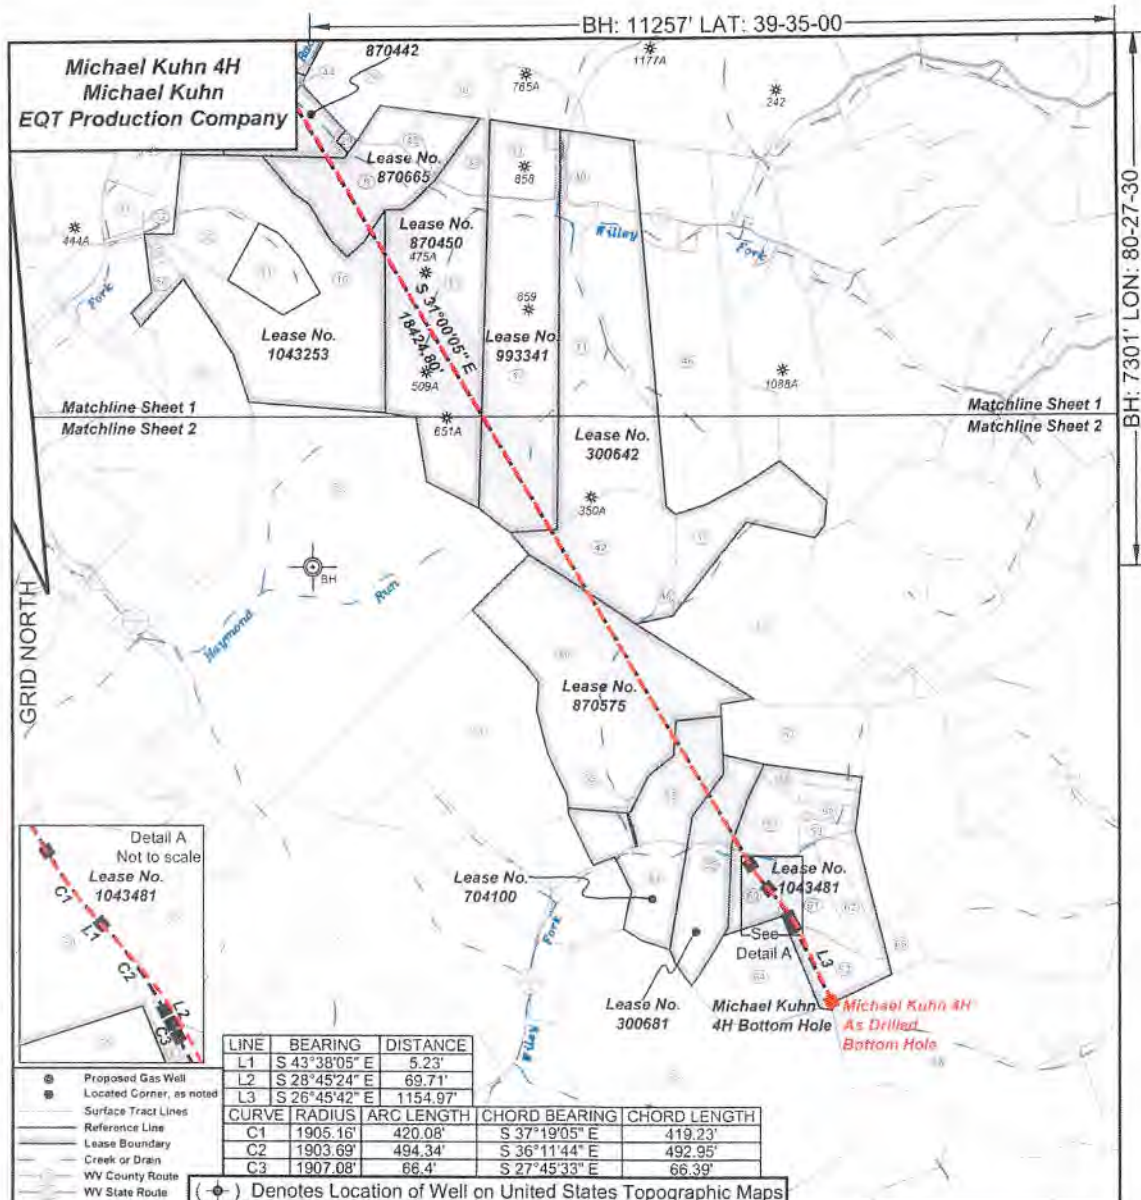 BH: 11257' LAT: 39-35-00
Michael Kuhn 4H
Michael Kuhn
EQT Production Company
870442
1177A
765A
242
BH: 7301' LON: 80-27-30
Lease No.
870665
858
444A
Fork
Lease No.
870450
475A
Willey
Fork
S 31°00'05" E
18424.80'
659
Lease No.
1043253
Lease No.
993341
509A
1088A
Matchline Sheet 1
Matchline Sheet 2
651A
Matchline Sheet 1
Matchline Sheet 2
Lease No.
300642
350A
BH
Run
Haymond
GRID NORTH
Lease No.
870575
Detail A
Not to scale
Lease No.
1043481
C1
L1
C2
L2
C3
Lease No.
704100
Lease No.
1043481
See
Detail A
L3
Fork
Wiley
Lease No.
300681
Michael Kuhn
4H Bottom Hole
Michael Kuhn 4H
As Drilled
Bottom Hole
LINE BEARING DISTANCE
L1 S 43°38'05" E 5.23'
L2 S 28°45'24" E 69.71'
L3 S 26°45'42" E 1154.97'
CURVE RADIUS ARC LENGTH CHORD BEARING CHORD LENGTH
C1 1905.16' 420.08' S 37°19'05" E 419.23'
C2 1903.69' 494.34' S 36°11'44" E 492.95'
C3 1907.08' 66.4' S 27°45'33" E 66.39'
Proposed Gas Well
Located Corner, as noted
Surface Tract Lines
Reference Line
Lease Boundary
Creek or Drain
WV County Route
WV State Route
( ) Denotes Location of Well on United States Topographic Maps